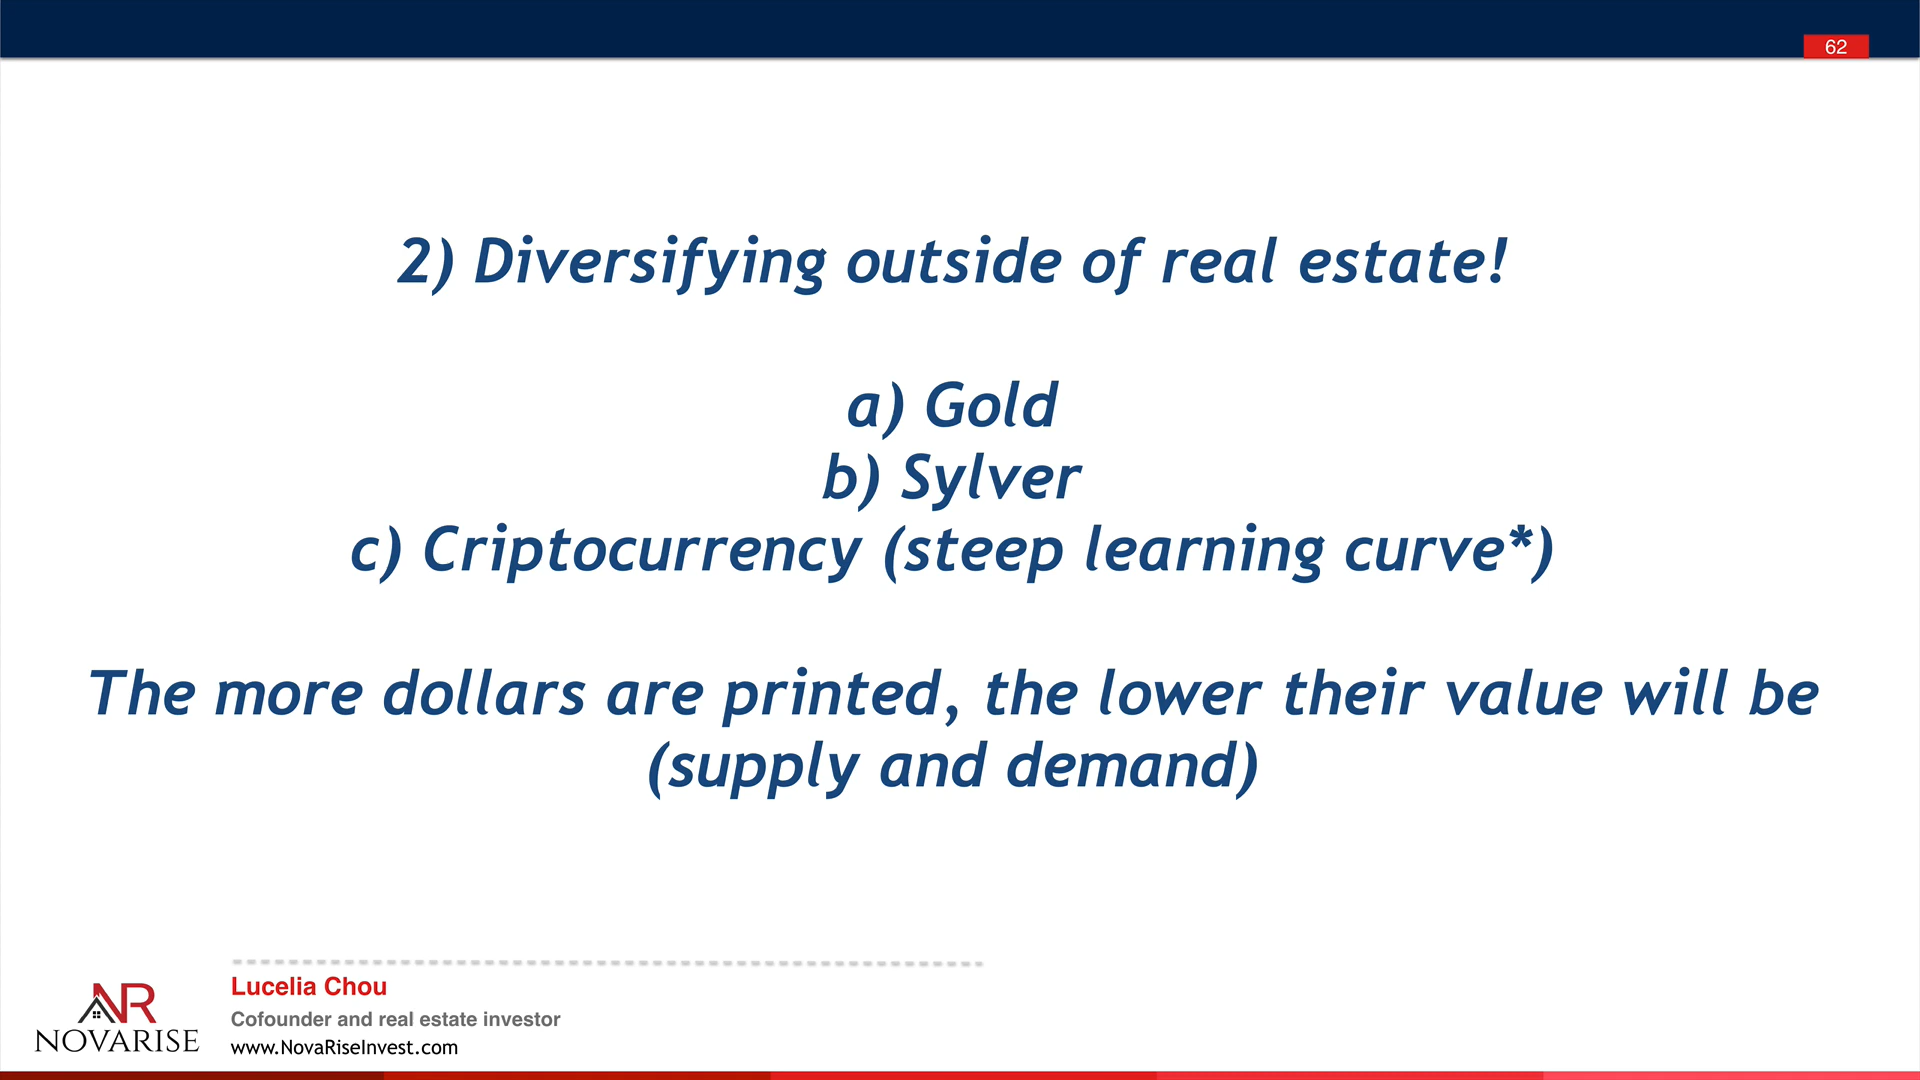 62
2) Diversifying outside of real estate!
a) Gold
b) Sylver
c) Criptocurrency (steep learning curve*)
The more dollars are printed, the lower their value will be
(supply and demand)
NR
NOVARISE
Lucelia Chou
Cofounder and real estate investor
www.NovaRiseInvest.com